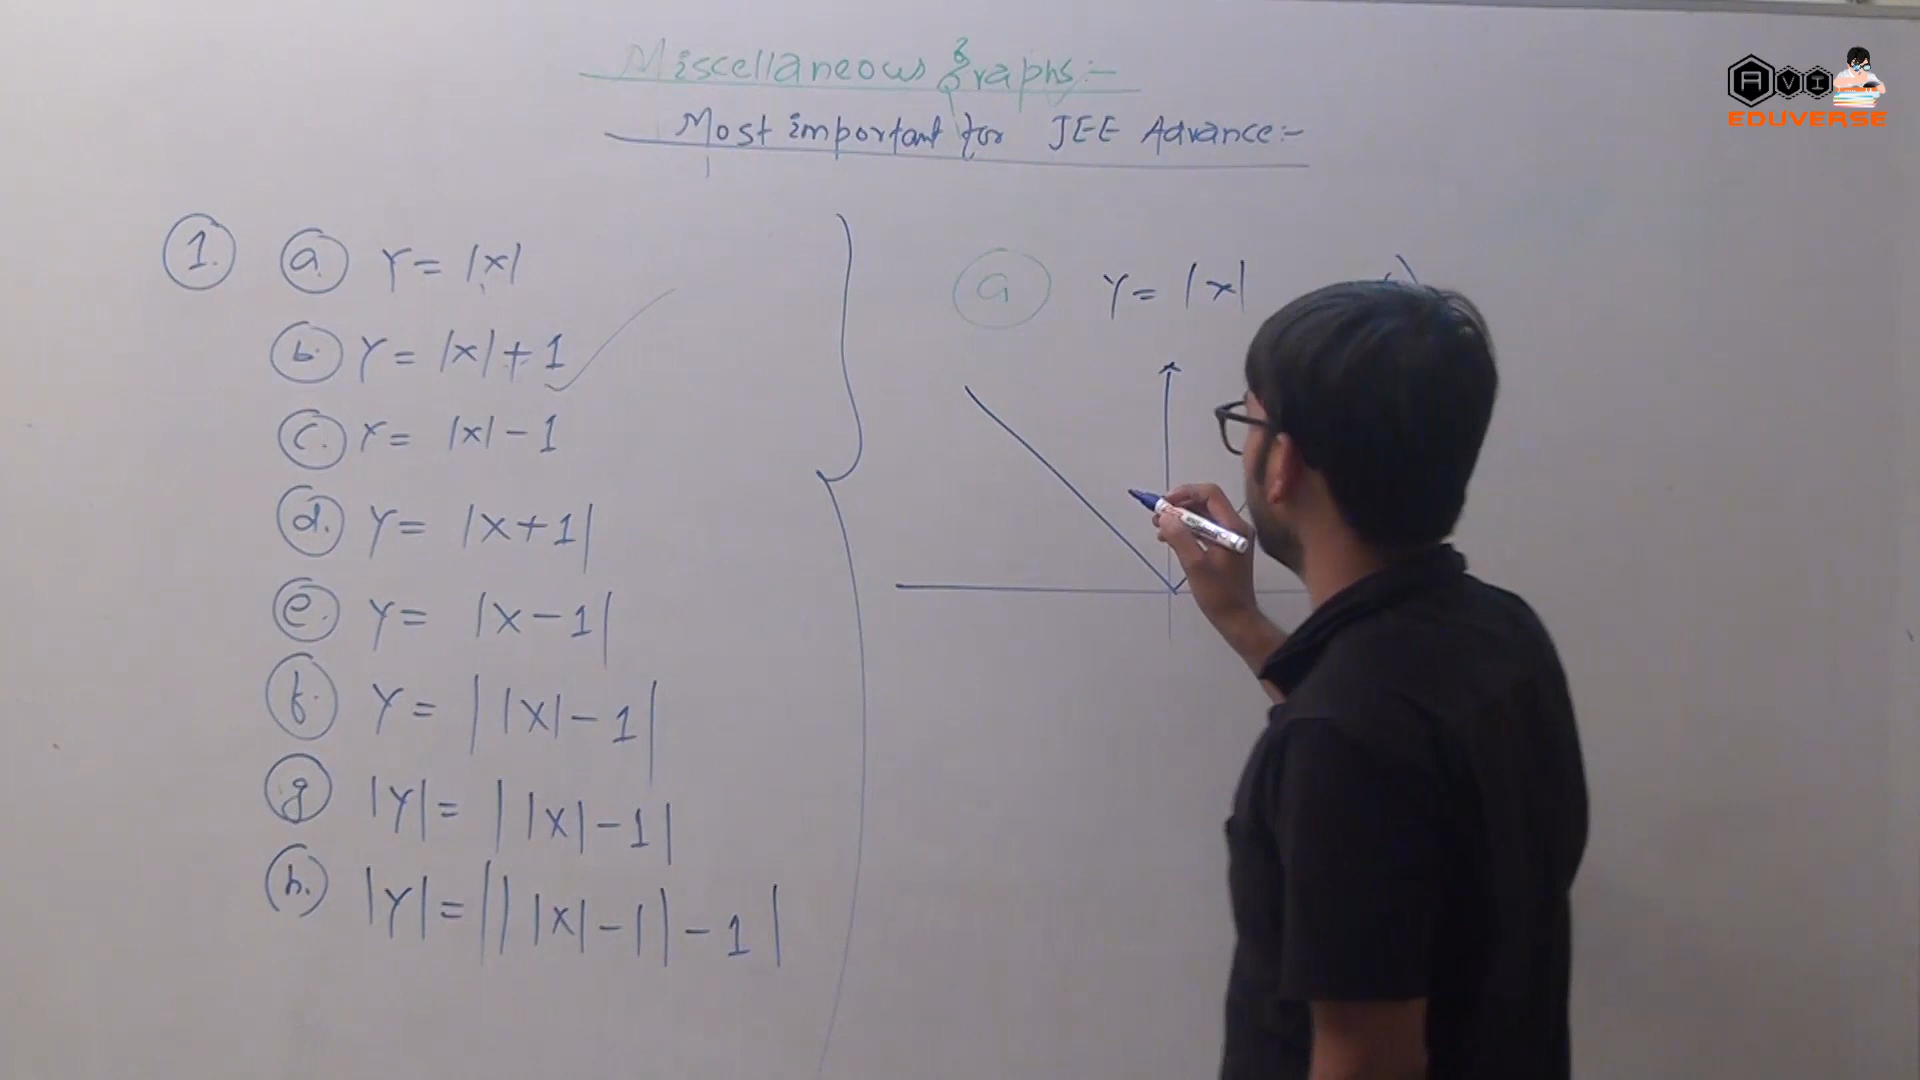 Miscellaneous Graphs:-
Most important for JEE Advance:-
1. a. Y = |x|
b. Y = |x| + 1
c. Y = |x| - 1
d. Y = |x+1|
e. Y = |x-1|
f. Y = ||x| - 1|
g. |Y| = ||x| - 1|
h. |Y| = |||x| - 1| - 1|
a Y = |x|
AVI
EDUVERSE